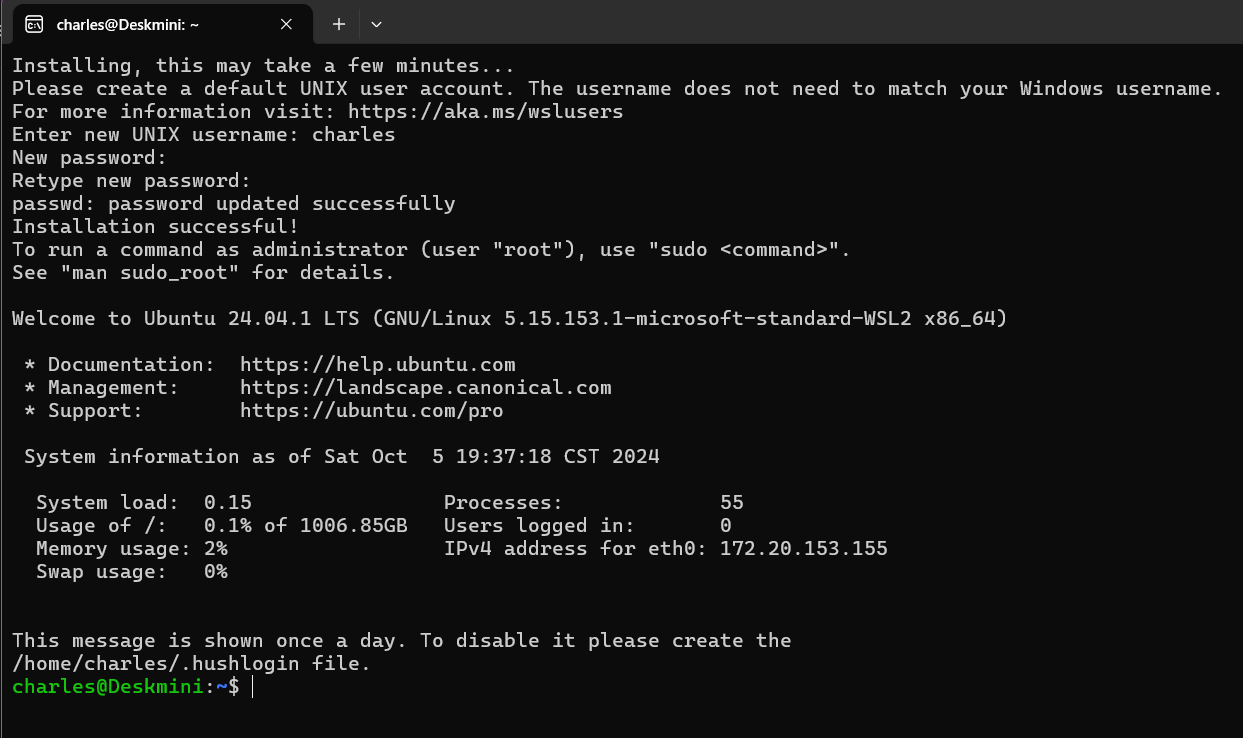 charles@Deskmini: ~
Installing, this may take a few minutes...
Please create a default UNIX user account. The username does not need to match your Windows username.
For more information visit: https://aka.ms/wslusers
Enter new UNIX username: charles
New password:
Retype new password:
passwd: password updated successfully
Installation successful!
To run a command as administrator (user "root"), use "sudo <command>".
See "man sudo_root" for details.
Welcome to Ubuntu 24.04.1 LTS (GNU/Linux 5.15.153.1-microsoft-standard-WSL2 x86_64)
* Documentation:  https://help.ubuntu.com
* Management:     https://landscape.canonical.com
* Support:        https://ubuntu.com/pro
System information as of Sat Oct  5 19:37:18 CST 2024
System load:  0.15                Processes:             55
Usage of /:   0.1% of 1006.85GB   Users logged in:       0
Memory usage: 2%                  IPv4 address for eth0: 172.20.153.155
Swap usage:   0%
This message is shown once a day. To disable it please create the
/home/charles/.hushlogin file.
charles@Deskmini:~$